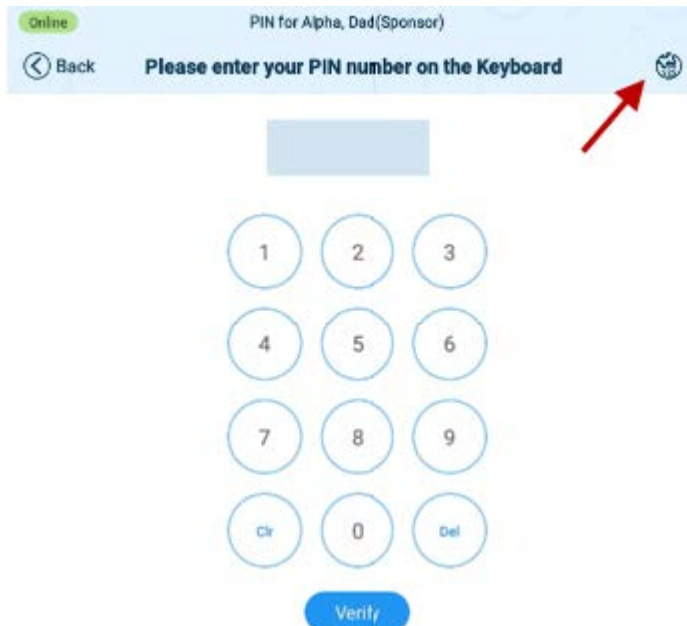 Online
PIN for Alpha, Dad(Sponsor)
Back
Please enter your PIN number on the Keyboard
1 2 3
4 5 6
7 8 9
Clr 0 Del
Verify